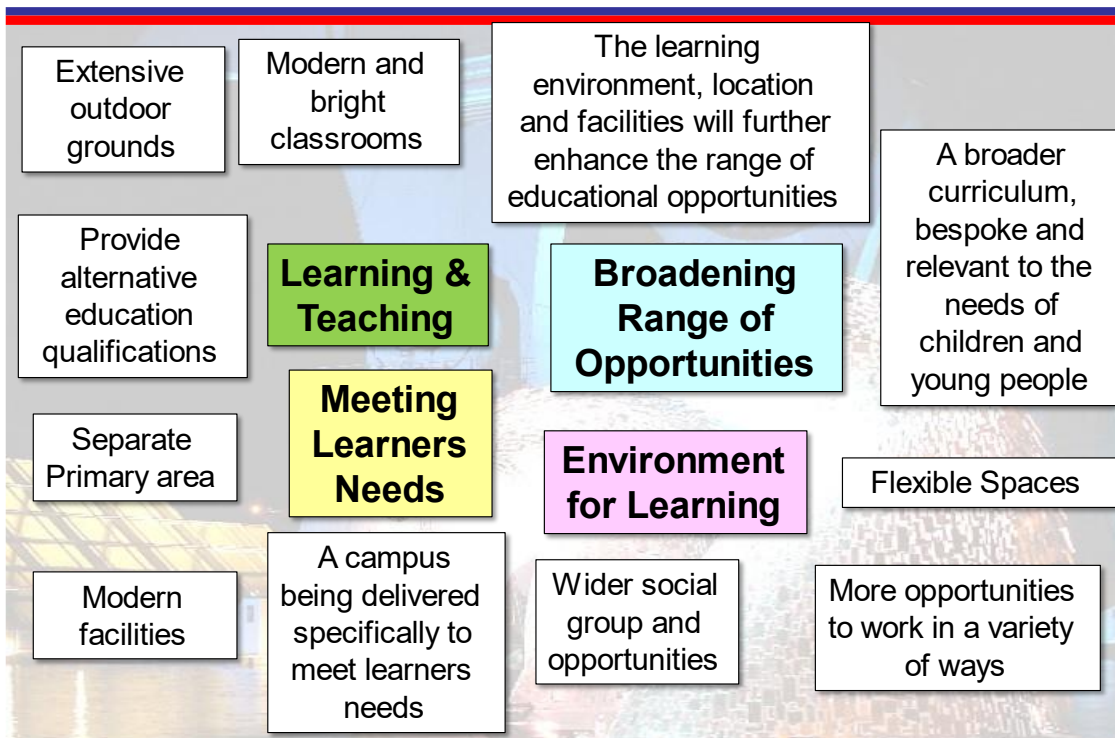 Extensive
outdoor
grounds
Modern and
bright
classrooms
The learning
environment, location
and facilities will further
enhance the range of
educational opportunities
A broader
curriculum,
bespoke and
relevant to the
needs of
children and
young people
Provide
alternative
education
qualifications
Learning &
Teaching
Broadening
Range of
Opportunities
Meeting
Learners
Needs
Separate
Primary area
Environment
for Learning
Flexible Spaces
Modern
facilities
A campus
being delivered
specifically to
meet learners
needs
Wider social
group and
opportunities
More opportunities
to work in a variety
of ways